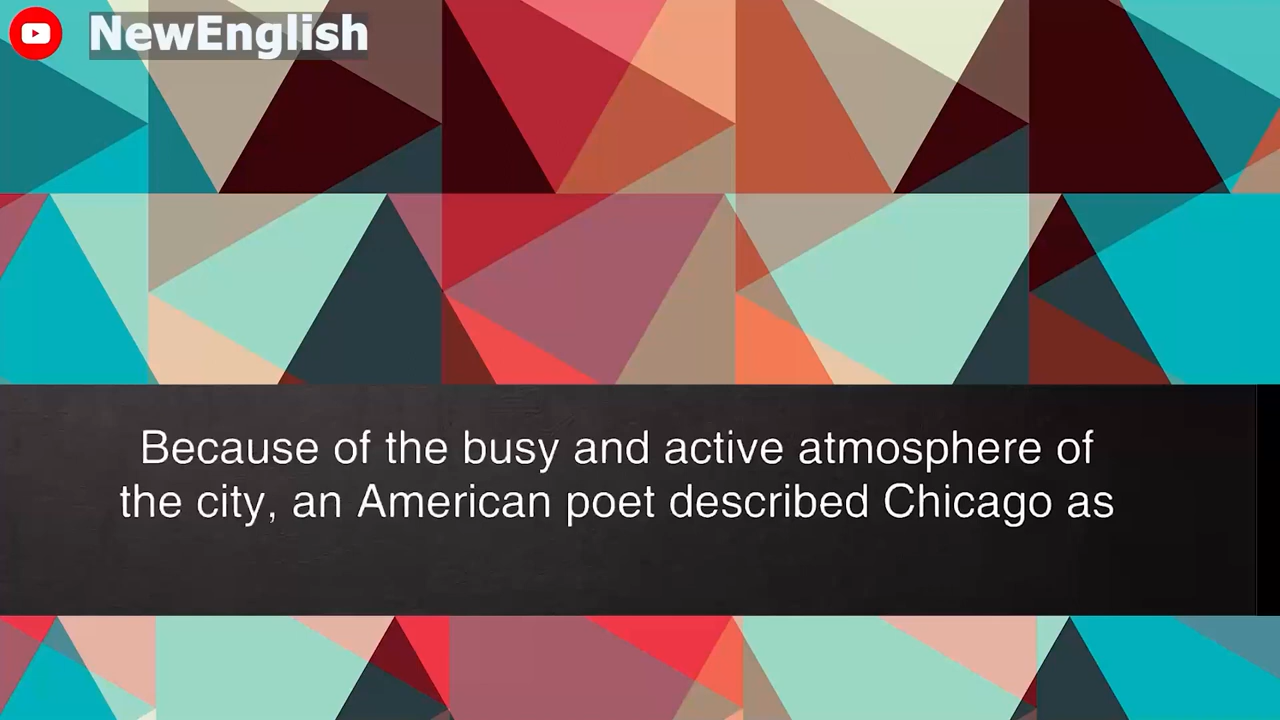 NewEnglish
Because of the busy and active atmosphere of
the city, an American poet described Chicago as